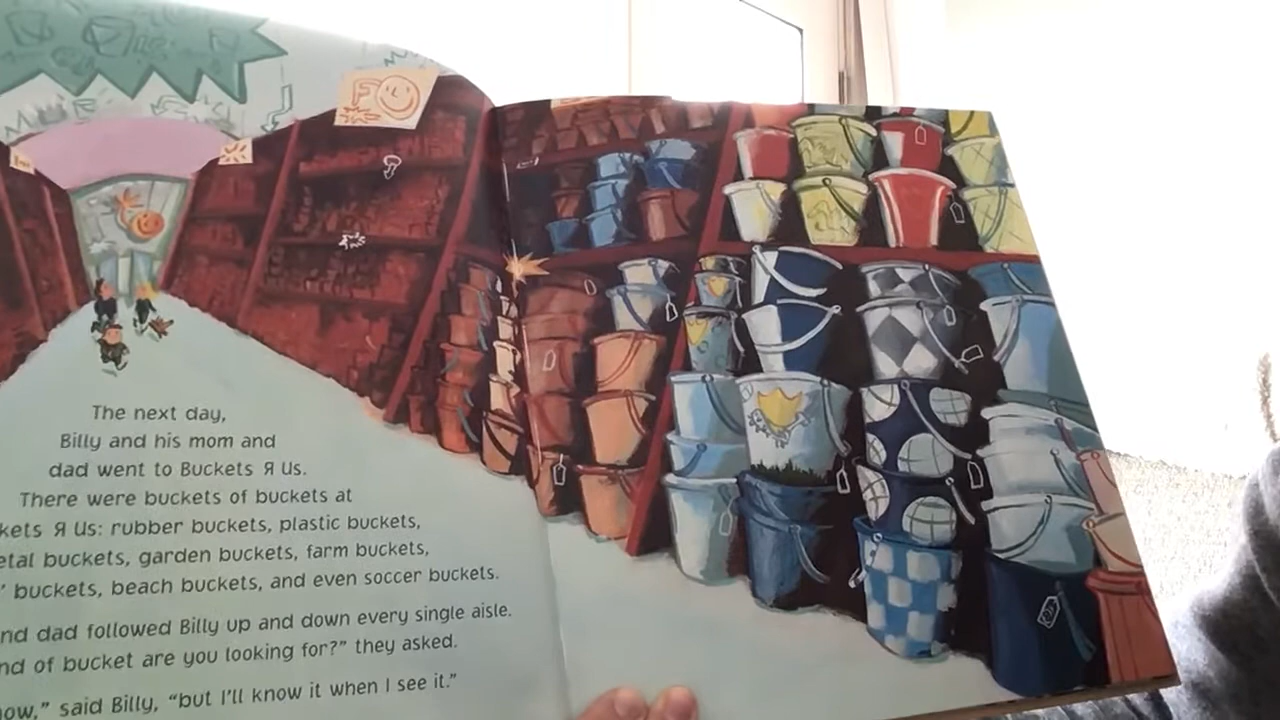 The next day,
Billy and his mom and
dad went to Buckets Я Us.
There were buckets of buckets at
kets Я Us: rubber buckets, plastic buckets,
etal buckets, garden buckets, farm buckets,
" buckets, beach buckets, and even soccer buckets.
nd dad followed Billy up and down every single aisle.
nd of bucket are you looking for?" they asked.
ow," said Billy, "but I'll know it when I see it."